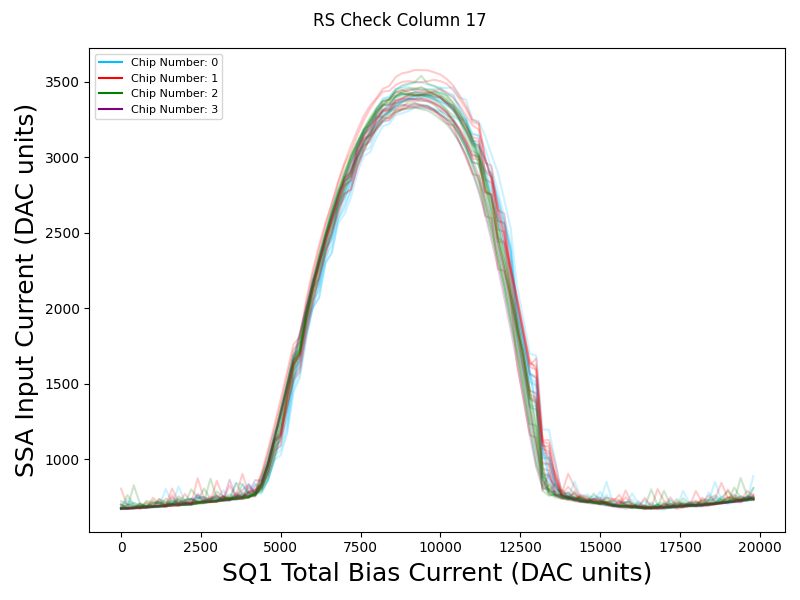 RS Check Column 17
Chip Number: 0
Chip Number: 1
Chip Number: 2
Chip Number: 3
SSA Input Current (DAC units)
3500
3000
2500
2000
1500
1000
0 2500 5000 7500 10000 12500 15000 17500 20000
SQ1 Total Bias Current (DAC units)